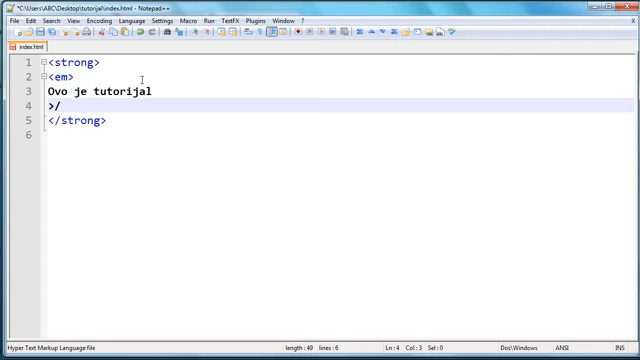 *C:\Users\ABC\Desktop\tutorijal\index.html - Notepad++
File Edit Search View Encoding Language Settings Macro Run TextFX Plugins Window ? X
index.html
1 <strong>
2 <em>
3 Ovo je tutorijal
4 >/
5 </strong>
6
Hyper Text Markup Language file length : 49 lines : 6 Ln : 4 Col : 3 Sel : 0 Dos\Windows ANSI INS